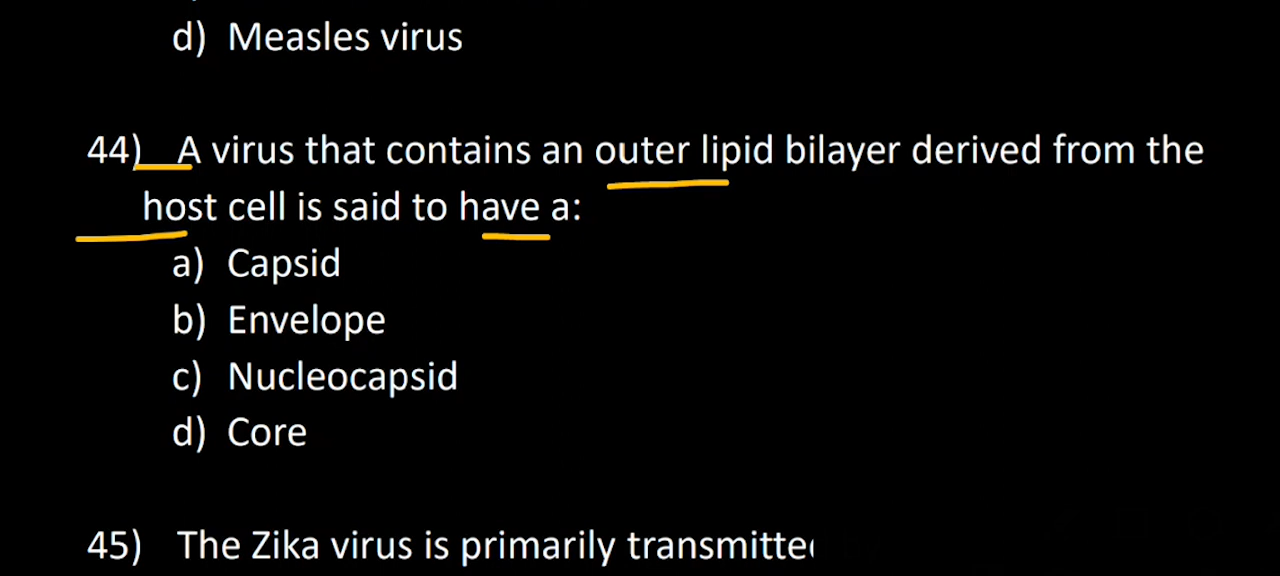 d) Measles virus
44) A virus that contains an outer lipid bilayer derived from the
host cell is said to have a:
a) Capsid
b) Envelope
c) Nucleocapsid
d) Core
45) The Zika virus is primarily